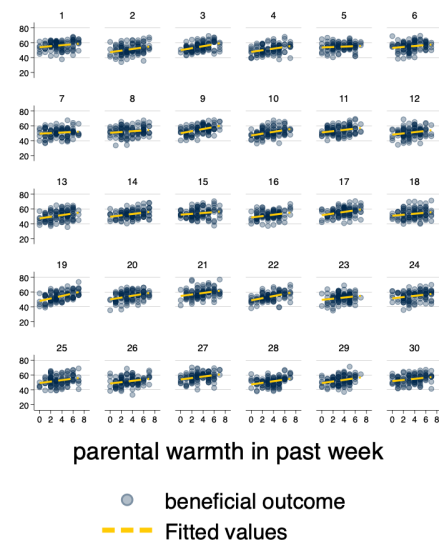 1 2 3 4 5 6
80
60
40
20
7 8 9 10 11 12
80
60
40
20
13 14 15 16 17 18
80
60
40
20
19 20 21 22 23 24
80
60
40
20
25 26 27 28 29 30
80
60
40
20
0 2 4 6 8 0 2 4 6 8 0 2 4 6 8 0 2 4 6 8 0 2 4 6 8 0 2 4 6 8
parental warmth in past week
beneficial outcome
Fitted values